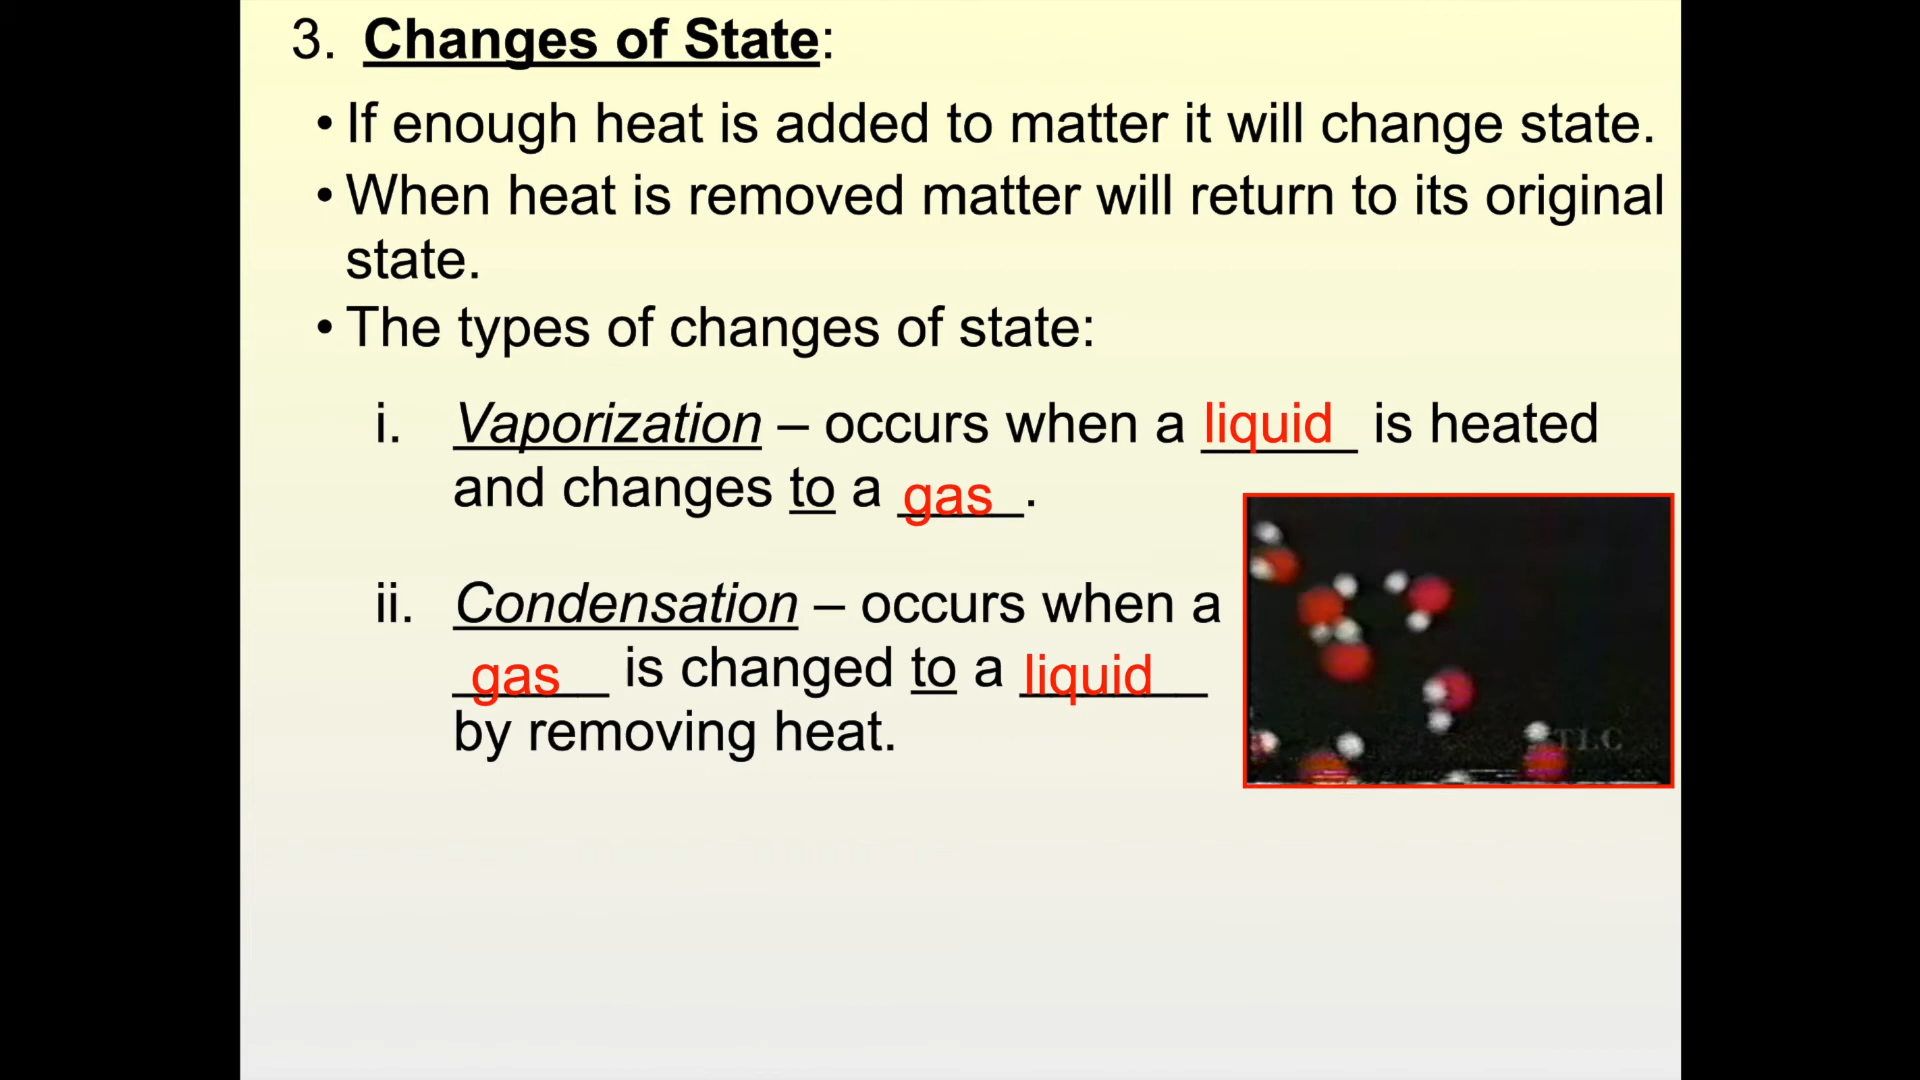 3. Changes of State:
• If enough heat is added to matter it will change state.
• When heat is removed matter will return to its original
state.
• The types of changes of state:
i. Vaporization – occurs when a liquid is heated
and changes to a gas.
ii. Condensation – occurs when a
gas is changed to a liquid
by removing heat.
TLC